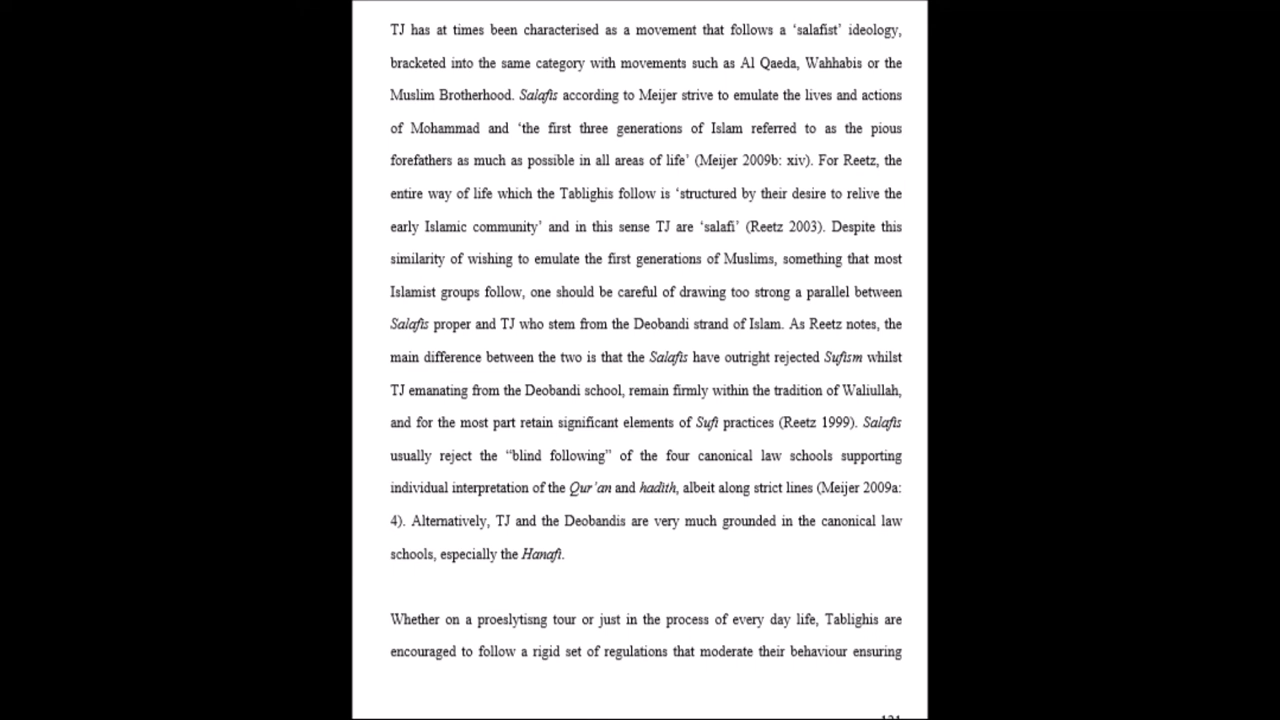 TJ has at times been characterised as a movement that follows a ‘salafist’ ideology,
bracketed into the same category with movements such as Al Qaeda, Wahhabis or the
Muslim Brotherhood. Salafis according to Meijer strive to emulate the lives and actions
of Mohammad and ‘the first three generations of Islam referred to as the pious
forefathers as much as possible in all areas of life’ (Meijer 2009b: xiv). For Reetz, the
entire way of life which the Tablighis follow is ‘structured by their desire to relive the
early Islamic community’ and in this sense TJ are ‘salafi’ (Reetz 2003). Despite this
similarity of wishing to emulate the first generations of Muslims, something that most
Islamist groups follow, one should be careful of drawing too strong a parallel between
Salafis proper and TJ who stem from the Deobandi strand of Islam. As Reetz notes, the
main difference between the two is that the Salafis have outright rejected Sufism whilst
TJ emanating from the Deobandi school, remain firmly within the tradition of Waliullah,
and for the most part retain significant elements of Sufi practices (Reetz 1999). Salafis
usually reject the “blind following” of the four canonical law schools supporting
individual interpretation of the Qur’an and hadith, albeit along strict lines (Meijer 2009a:
4). Alternatively, TJ and the Deobandis are very much grounded in the canonical law
schools, especially the Hanafi.
Whether on a proeslytisng tour or just in the process of every day life, Tablighis are
encouraged to follow a rigid set of regulations that moderate their behaviour ensuring